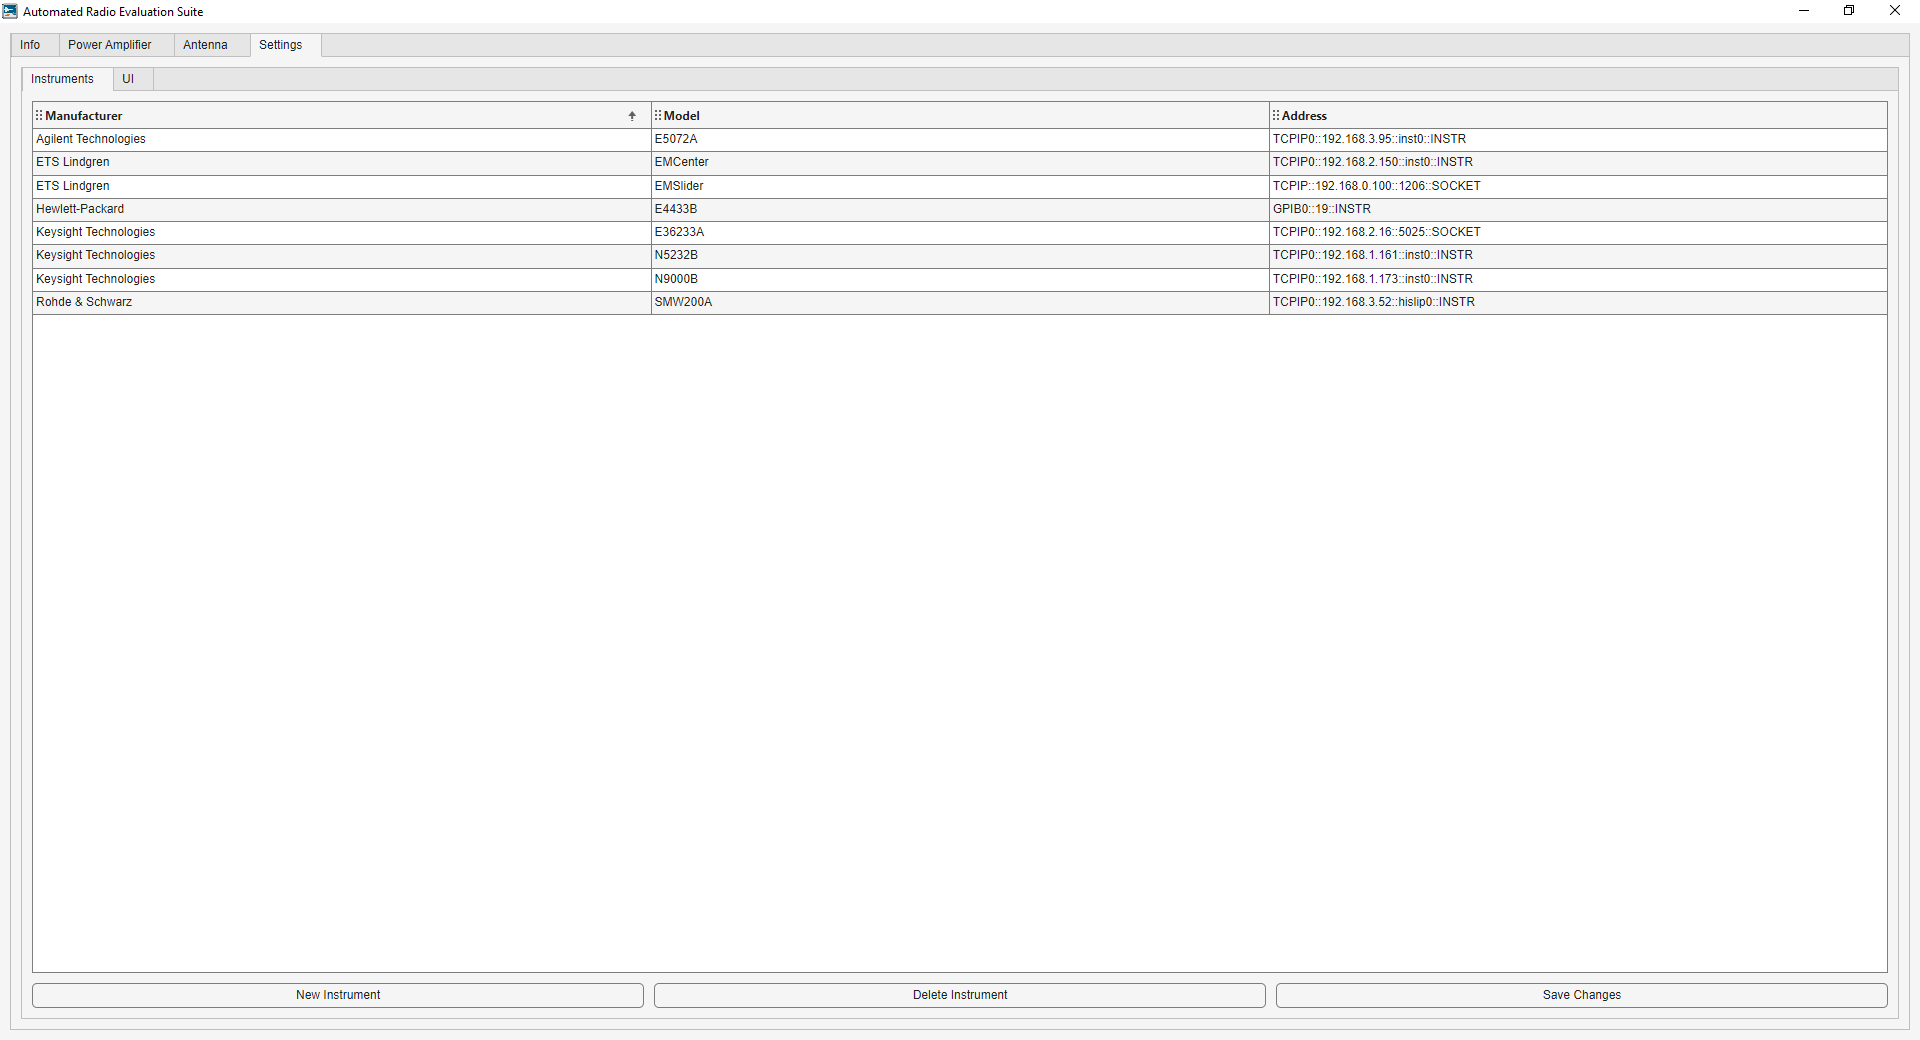 Automated Radio Evaluation Suite
Info Power Amplifier Antenna Settings
Instruments UI
Manufacturer Model Address
Agilent Technologies E5072A TCPIP0::192.168.3.95::inst0::INSTR
ETS Lindgren EMCenter TCPIP0::192.168.2.150::inst0::INSTR
ETS Lindgren EMSlider TCPIP::192.168.0.100::1206::SOCKET
Hewlett-Packard E4433B GPIB0::19::INSTR
Keysight Technologies E36233A TCPIP0::192.168.2.16::5025::SOCKET
Keysight Technologies N5232B TCPIP0::192.168.1.161::inst0::INSTR
Keysight Technologies N9000B TCPIP0::192.168.1.173::inst0::INSTR
Rohde & Schwarz SMW200A TCPIP0::192.168.3.52::hislip0::INSTR
New Instrument Delete Instrument Save Changes